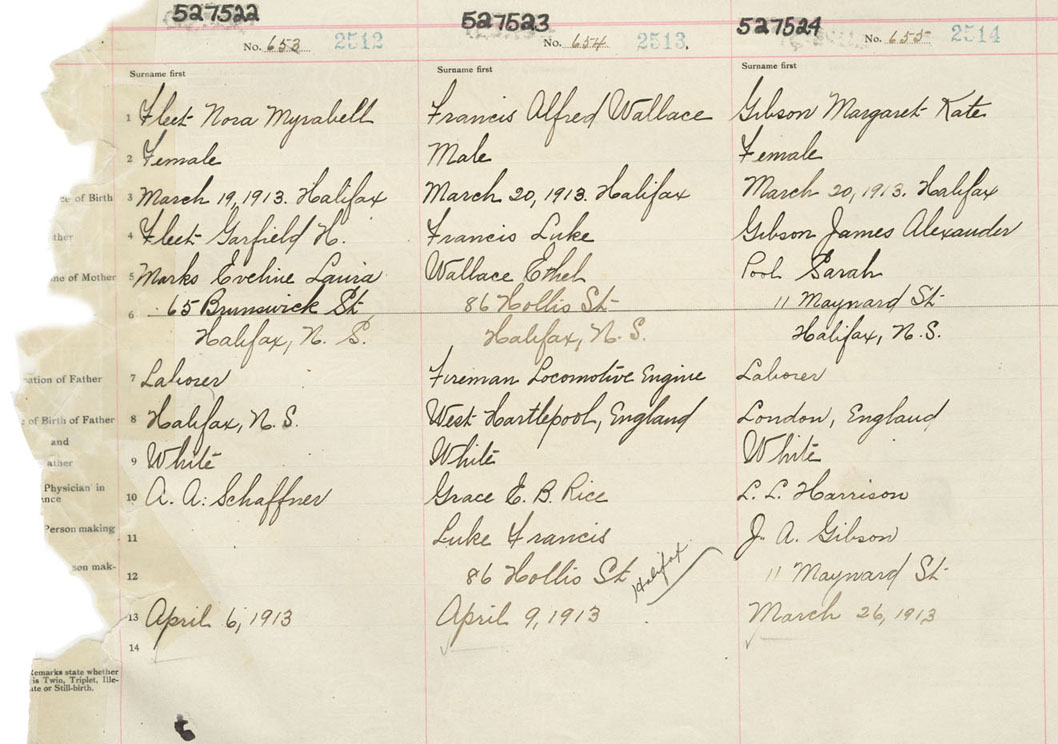 527522
527523
527524
No. 653 2512
No. 654 2513.
No. 655 2514
Surname first
Surname first
Surname first
1 Fleet Nora Myrabell
Francis Alfred Wallace
Gibson Margaret Kate
2 Female
Male
Female
ce of Birth 3 March 19, 1913. Halifax
March 20, 1913. Halifax
March 20, 1913. Halifax
ther 4 Fleet Garfield H.
Francis Luke
Gibson James Alexander
me of Mother 5 Marks Eveline Laura
Wallace Ethel
Pool Sarah
6 65 Brunswick St
86 Hollis St
11 Maynard St
Halifax, N. S.
Halifax, N. S.
Halifax, N. S.
ation of Father 7 Laborer
Fireman Locomotive Engine
Laborer
of Birth of Father 8 Halifax, N. S.
West Hartlepool, England
London, England
and
ather 9 White
White
White
Physician in
nce 10 A. A. Schaffner
Grace E. B. Rice
L. L. Harrison
Person making 11
Luke Francis
J. A. Gibson
son mak- 12
86 Hollis St Halifax
11 Maynard St
13 April 6, 1913
April 9, 1913
March 26, 1913
14
Remarks state whether
is Twin, Triplet, Ille-
ate or Still-birth.